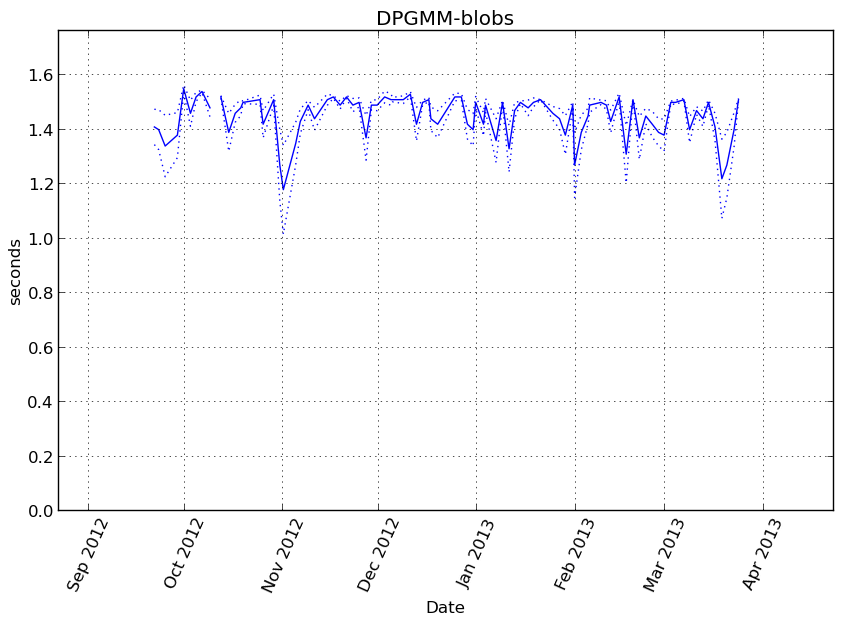 DPGMM-blobs
1.6
1.4
1.2
1.0
0.8
0.6
0.4
0.2
0.0
seconds
Sep 2012
Oct 2012
Nov 2012
Dec 2012
Jan 2013
Feb 2013
Mar 2013
Apr 2013
Date